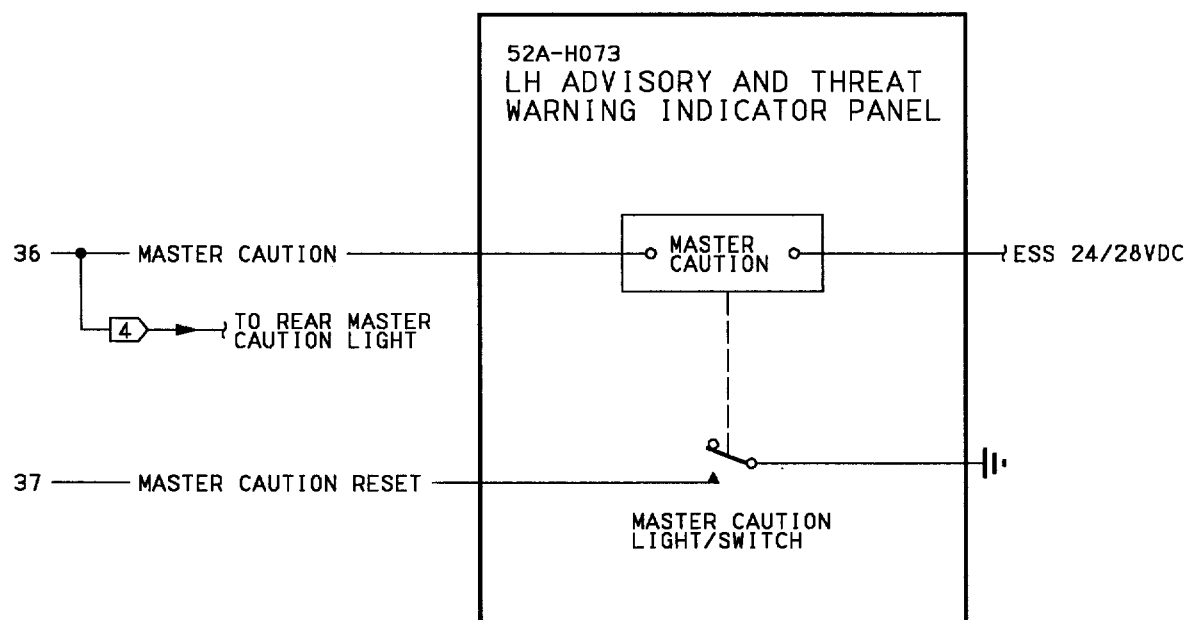 52A-H073
LH ADVISORY AND THREAT
WARNING INDICATOR PANEL
36
MASTER CAUTION
MASTER
CAUTION
ESS 24/28VDC
4
TO REAR MASTER
CAUTION LIGHT
37
MASTER CAUTION RESET
MASTER CAUTION
LIGHT/SWITCH